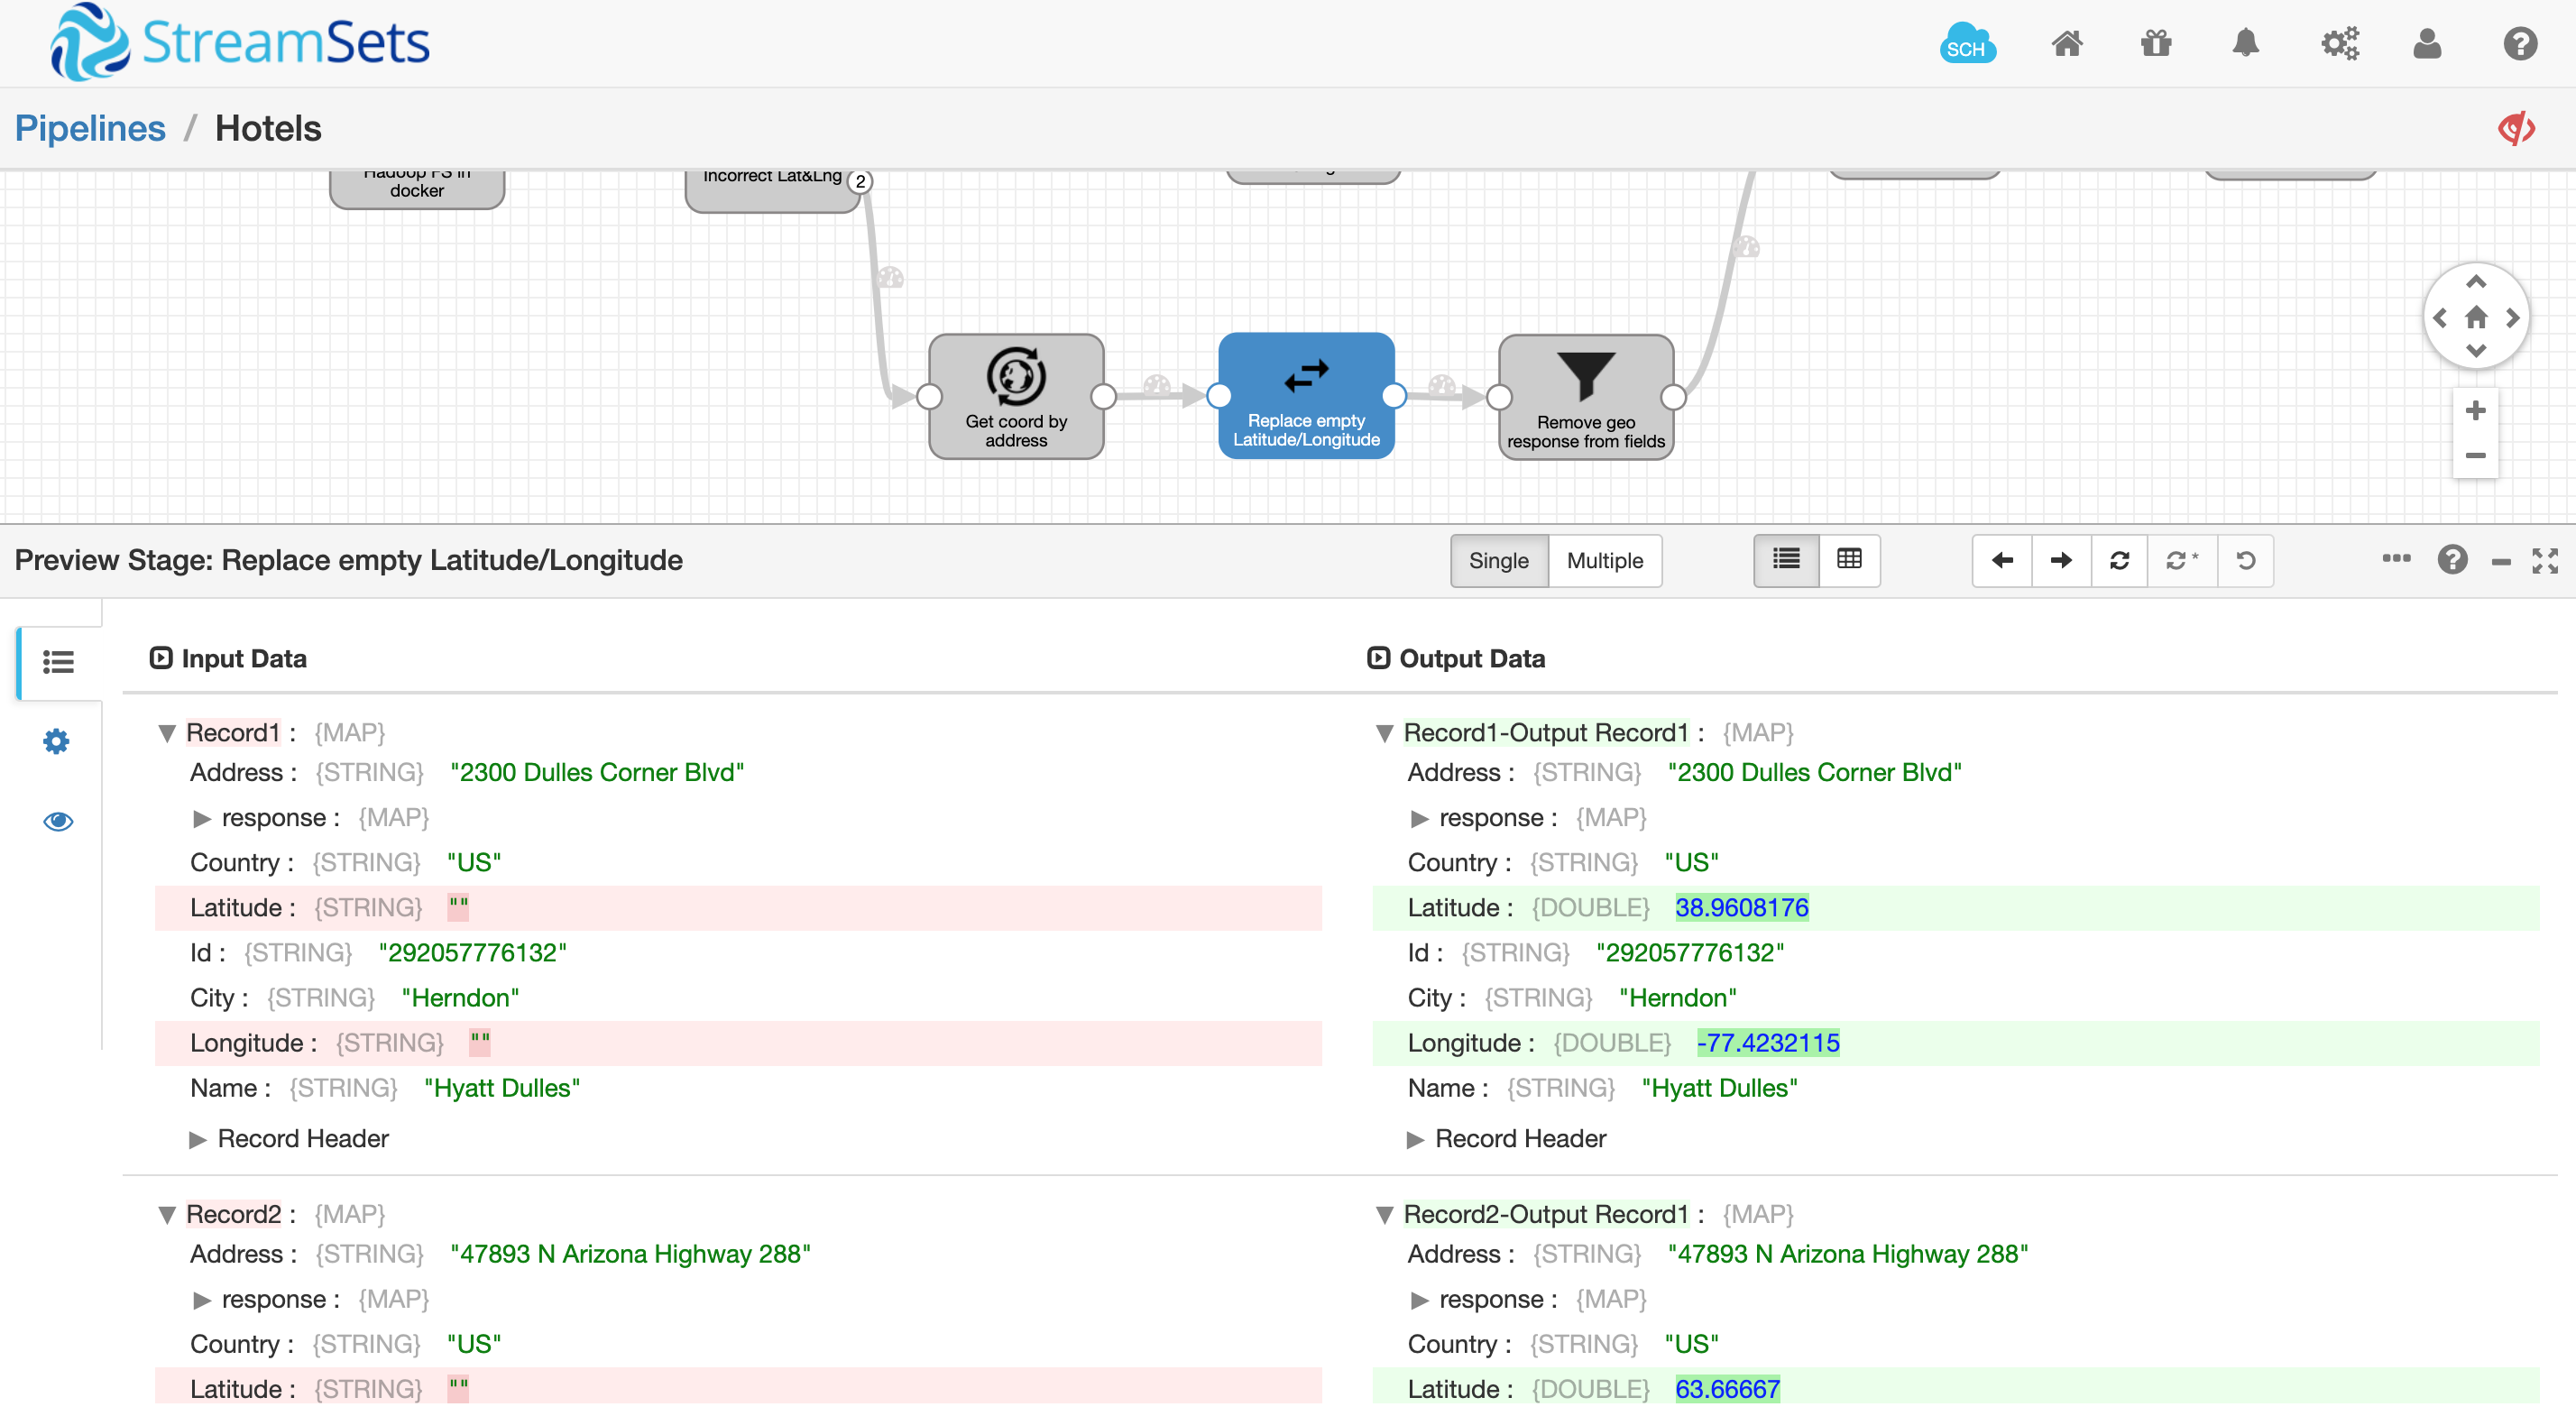 StreamSets
SCH
Pipelines / Hotels
Hadoop FS in
docker
Incorrect Lat&Lng
2
Get coord by
address
Replace empty
Latitude/Longitude
Remove geo
response from fields
Preview Stage: Replace empty Latitude/Longitude
Single Multiple
Input Data
Record1 : {MAP}
Address : {STRING} "2300 Dulles Corner Blvd"
response : {MAP}
Country : {STRING} "US"
Latitude : {STRING} ""
Id : {STRING} "292057776132"
City : {STRING} "Herndon"
Longitude : {STRING} ""
Name : {STRING} "Hyatt Dulles"
Record Header
Record2 : {MAP}
Address : {STRING} "47893 N Arizona Highway 288"
response : {MAP}
Country : {STRING} "US"
Latitude : {STRING} ""
Output Data
Record1-Output Record1 : {MAP}
Address : {STRING} "2300 Dulles Corner Blvd"
response : {MAP}
Country : {STRING} "US"
Latitude : {DOUBLE} 38.9608176
Id : {STRING} "292057776132"
City : {STRING} "Herndon"
Longitude : {DOUBLE} -77.4232115
Name : {STRING} "Hyatt Dulles"
Record Header
Record2-Output Record1 : {MAP}
Address : {STRING} "47893 N Arizona Highway 288"
response : {MAP}
Country : {STRING} "US"
Latitude : {DOUBLE} 63.66667